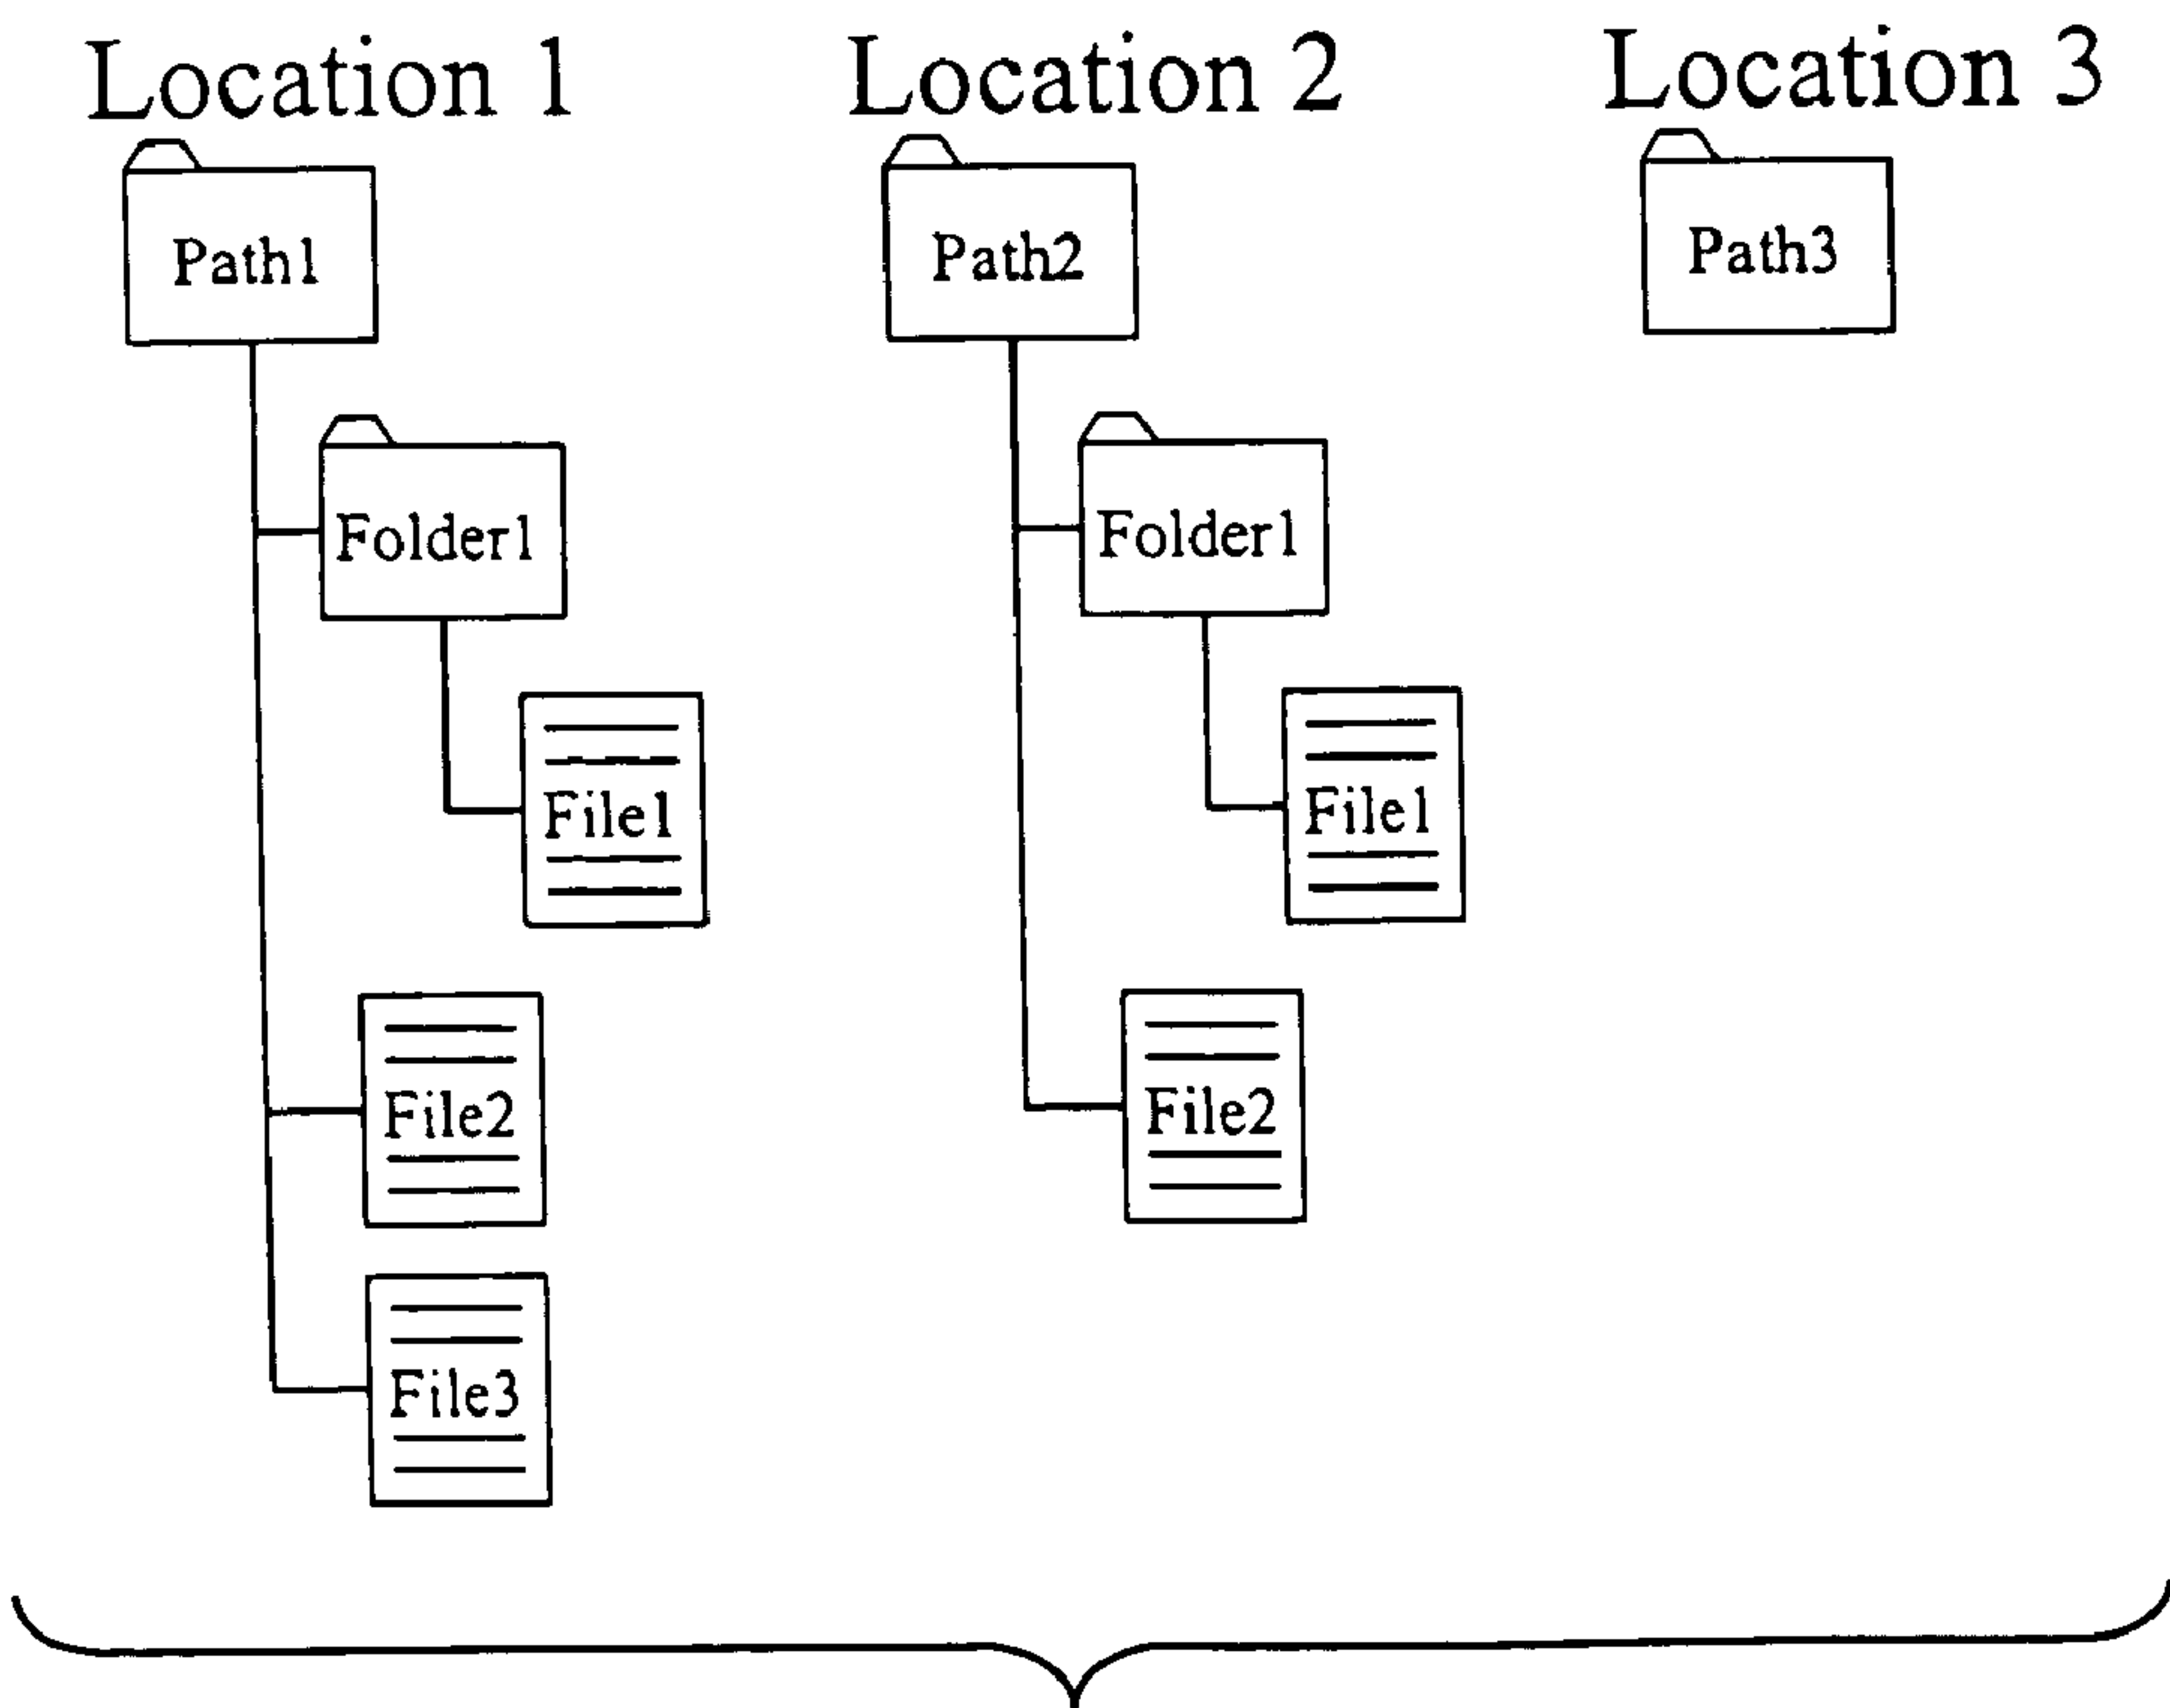 Location 1
Location 2
Location 3
Path1
Path2
Path3
Folder1
Folder1
File1
File1
File2
File2
File3